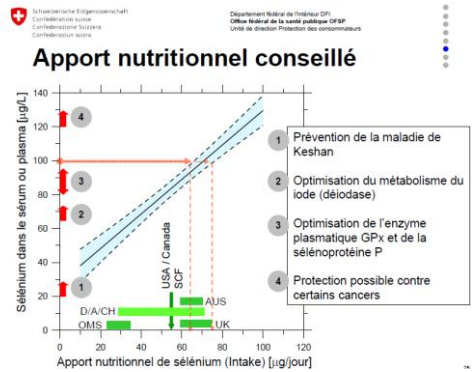 Schweizerische Eidgenossenschaft
Confédération suisse
Confederazione Svizzera
Confederaziun svizra
Département fédéral de l'intérieur DFI
Office fédéral de la santé publique OFSP
Unité de direction Protection des consommateurs
Apport nutritionnel conseillé
Sélénium dans le sérum ou plasma [µg/L]
140
120
100
80
60
40
20
0
4
3
2
1
USA / Canada
SCF
AUS
D/A/CH
OMS
UK
0 20 40 60 80 100 120
Apport nutritionnel de sélénium (Intake) [µg/jour]
1 Prévention de la maladie de
Keshan
2 Optimisation du métabolisme du
iode (déiodase)
3 Optimisation de l'enzyme
plasmatique GPx et de la
sélénoprotéine P
4 Protection possible contre
certains cancers